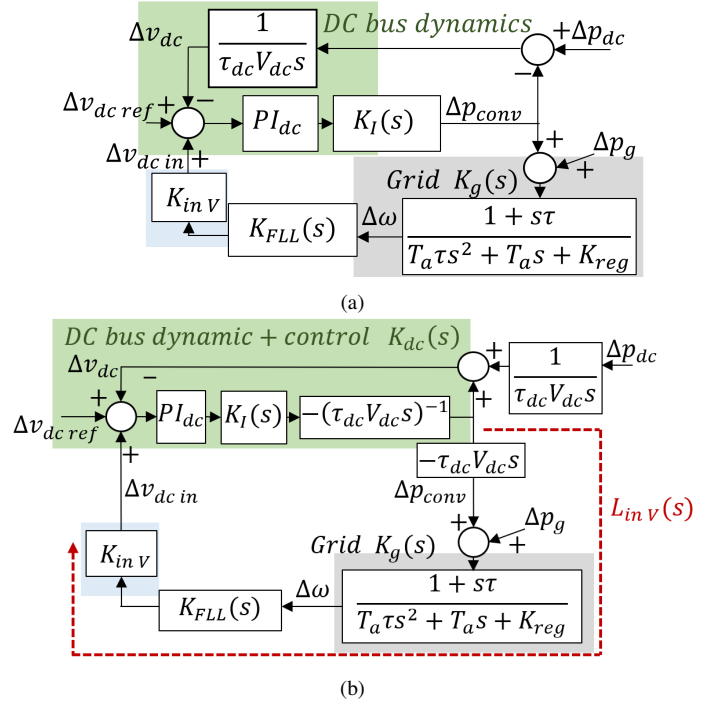 Δv_dc
1
τ_dc V_dc s
DC bus dynamics
+Δp_dc
−
Δv_dc ref +
−
PI_dc
K_I(s)
Δp_conv
Δv_dc in +
+
Δp_g
+
K_in V
Grid K_g(s)
Δω
K_FLL(s)
1 + sτ
T_a τs² + T_a s + K_reg
(a)
DC bus dynamic + control K_dc(s)
Δv_dc
−
+
1
τ_dc V_dc s
Δp_dc
+
PI_dc
K_I(s)
−(τ_dc V_dc s)⁻¹
+
Δv_dc ref
+
−τ_dc V_dc s
Δv_dc in
Δp_conv
L_in V(s)
+
Δp_g
+
K_in V
Grid K_g(s)
Δω
K_FLL(s)
1 + sτ
T_a τs² + T_a s + K_reg
(b)